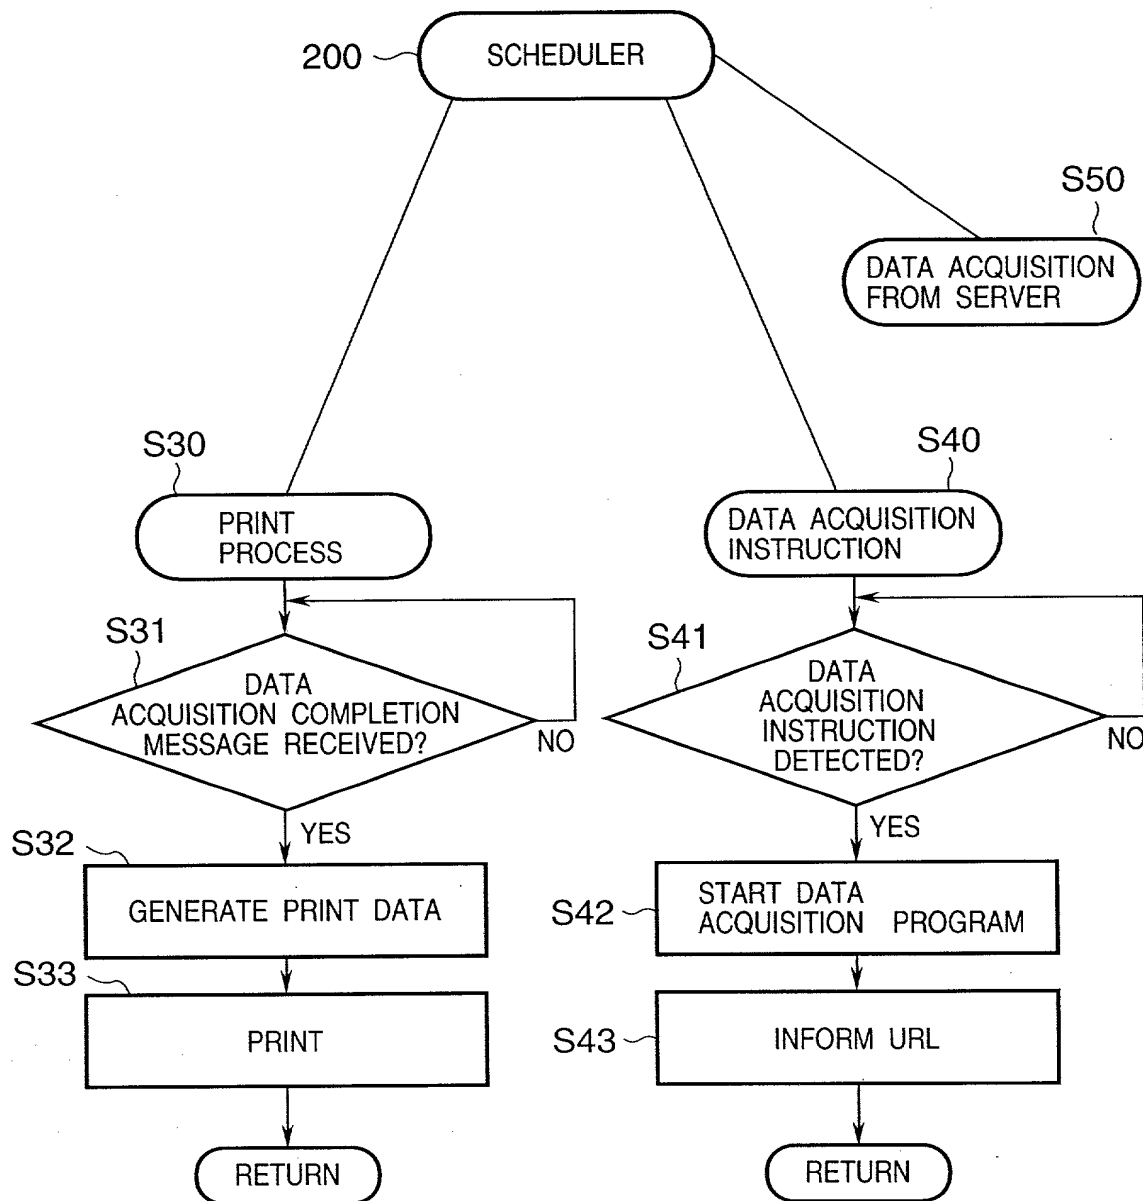 200
SCHEDULER
S50
DATA ACQUISITION
FROM SERVER
S30
PRINT
PROCESS
S40
DATA ACQUISITION
INSTRUCTION
S31
DATA
ACQUISITION COMPLETION
MESSAGE RECEIVED?
NO
YES
S41
DATA
ACQUISITION
INSTRUCTION
DETECTED?
NO
YES
S32
GENERATE PRINT DATA
S33
PRINT
RETURN
S42
START DATA
ACQUISITION PROGRAM
S43
INFORM URL
RETURN